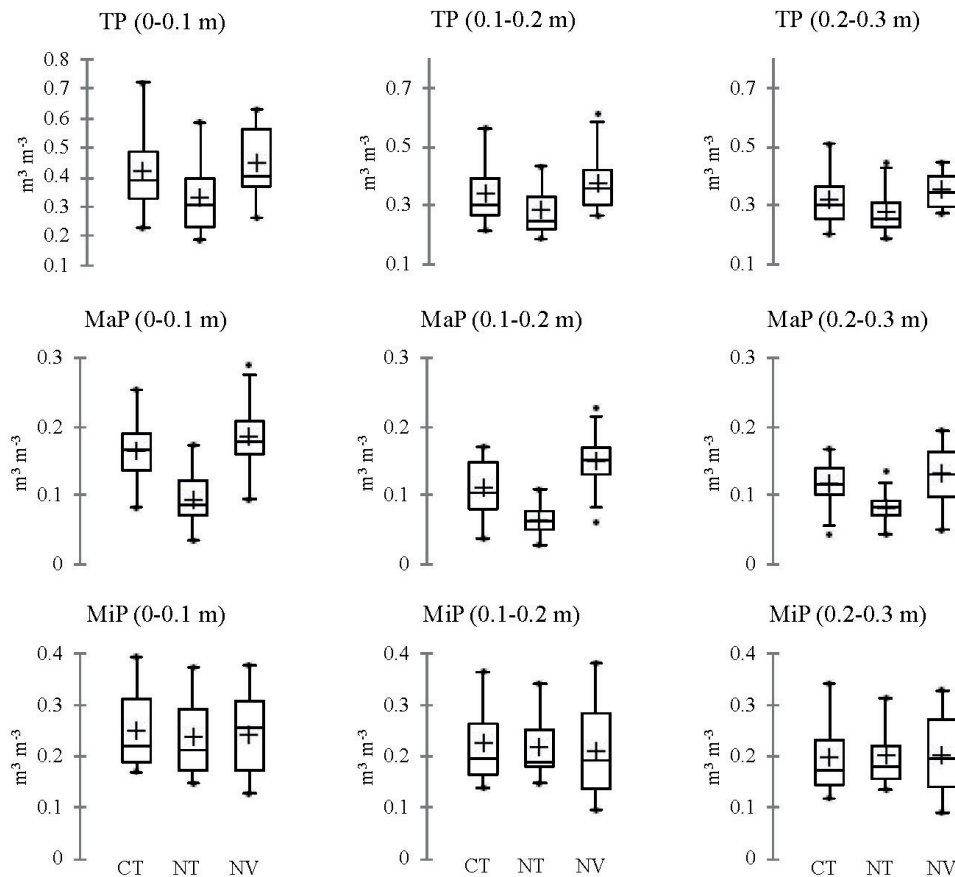 TP (0-0.1 m)
TP (0.1-0.2 m)
TP (0.2-0.3 m)
0.8
0.7
0.6
0.5
0.4
0.3
0.2
0.1
m³ m⁻³
0.7
0.5
0.3
0.1
m³ m⁻³
0.7
0.5
0.3
0.1
m³ m⁻³
MaP (0-0.1 m)
MaP (0.1-0.2 m)
MaP (0.2-0.3 m)
0.3
0.2
0.1
0
m³ m⁻³
0.3
0.2
0.1
0
m³ m⁻³
0.3
0.2
0.1
0
m³ m⁻³
MiP (0-0.1 m)
MiP (0.1-0.2 m)
MiP (0.2-0.3 m)
0.4
0.3
0.2
0.1
0
m³ m⁻³
CT NT NV
0.4
0.3
0.2
0.1
0
m³ m⁻³
CT NT NV
0.4
0.3
0.2
0.1
0
m³ m⁻³
CT NT NV